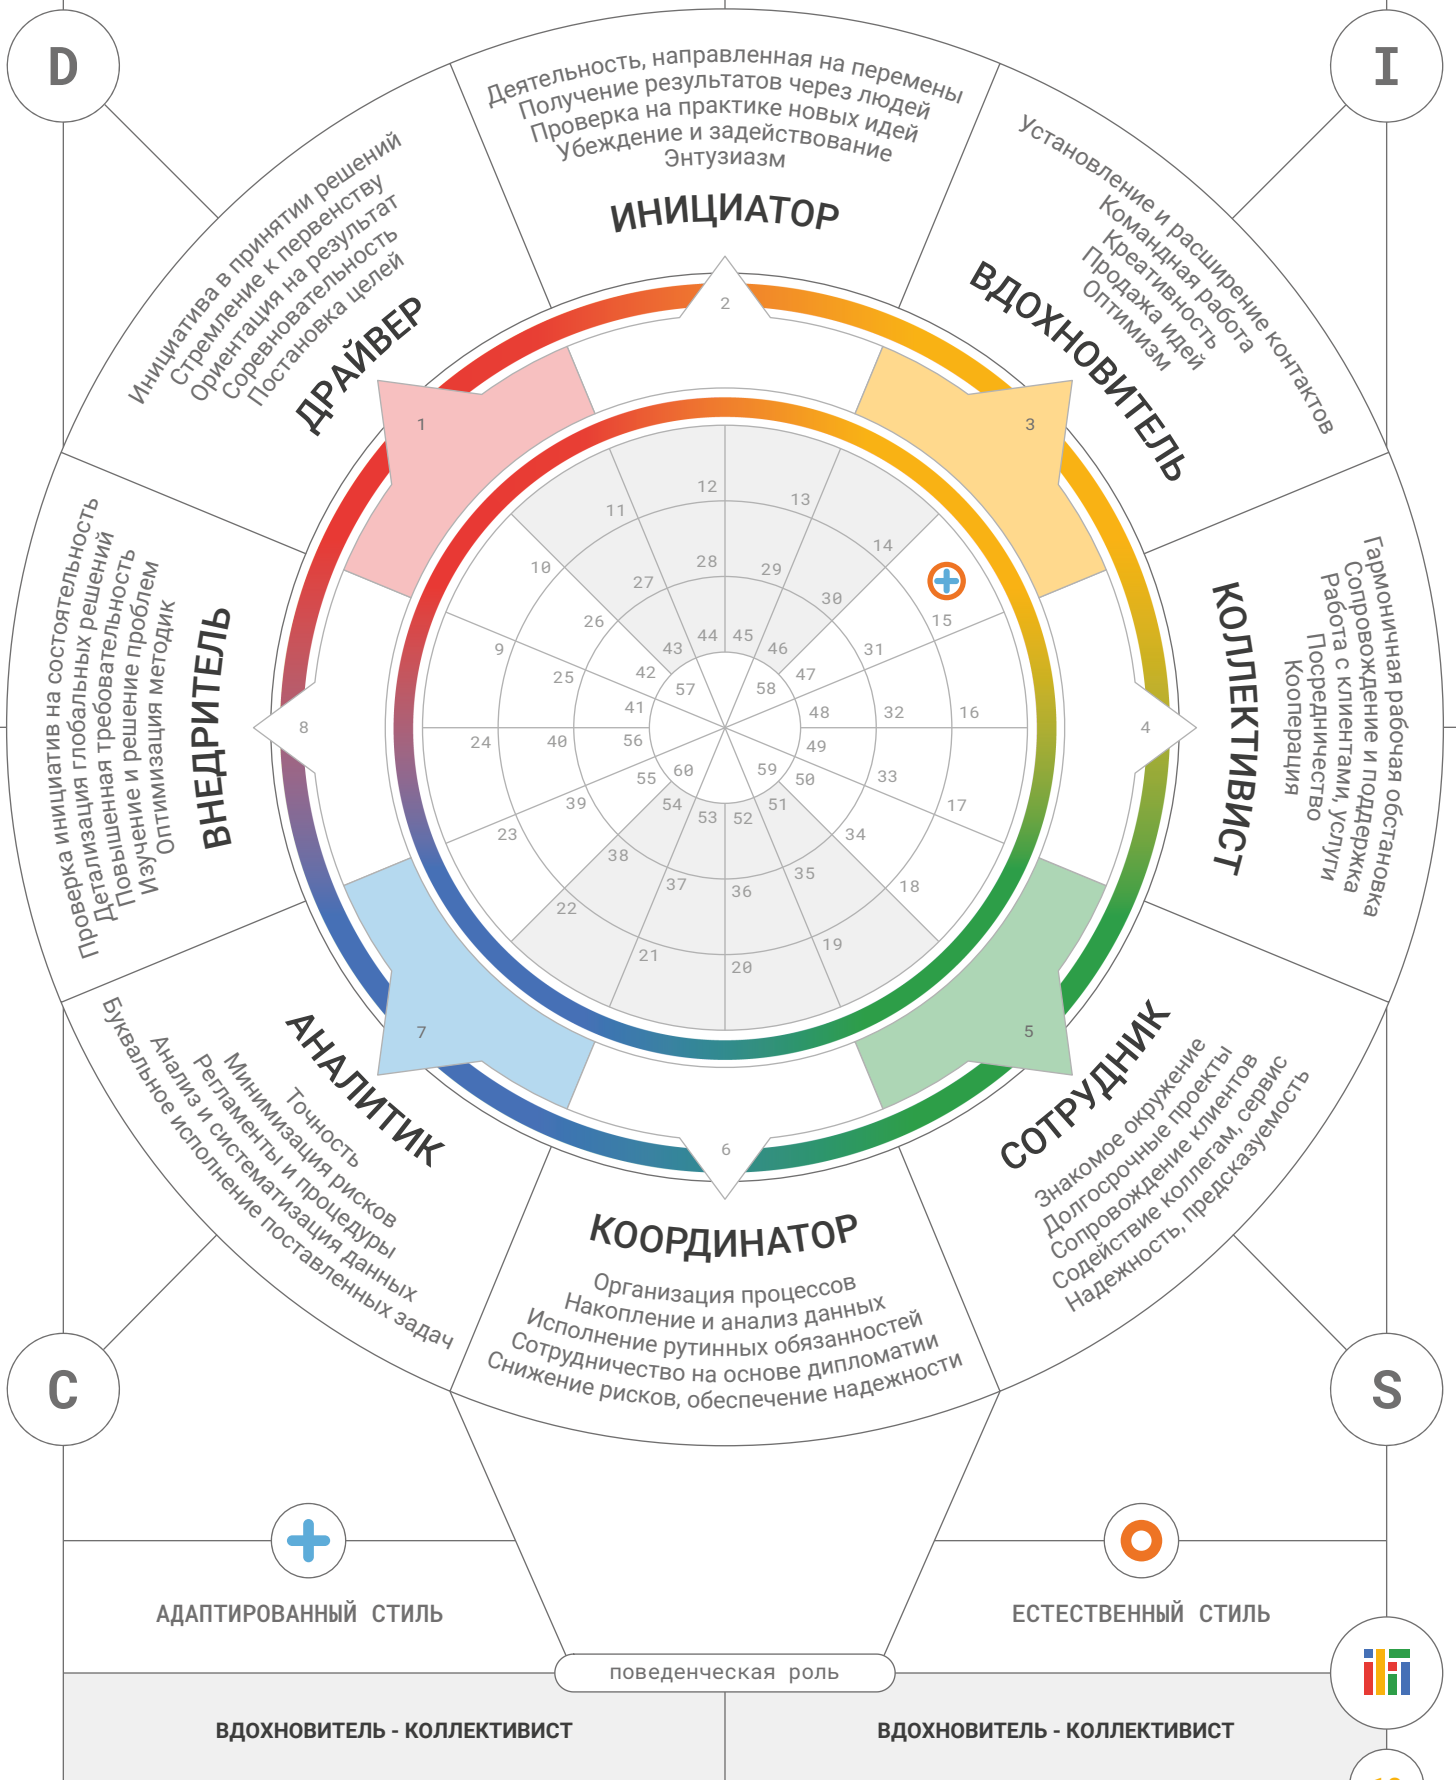 D
I
Деятельность, направленная на перемены
Получение результатов через людей
Проверка на практике новых идей
Убеждение и задействование
Энтузиазм
ИНИЦИАТОР
Инициатива в принятии решений
Стремление к первенству
Ориентация на результат
Соревновательность
Постановка целей
ДРАЙВЕР
Установление и расширение контактов
Командная работа
Креативность
Продажа идей
Оптимизм
ВДОХНОВИТЕЛЬ
Проверка инициатив на состоятельность
Детализация глобальных решений
Повышенная требовательность
Изучение и решение проблем
Оптимизация методик
ВНЕДРИТЕЛЬ
Гармоничная рабочая обстановка
Сопровождение и поддержка
Работа с клиентами, услуги
Посредничество
Кооперация
КОЛЛЕКТИВИСТ
2
1
3
8
4
7
5
6
12
13
11
14
10
28
29
27
30
26
15
9
44
45
43
46
31
25
42
47
57
58
41
48
32
16
24
40
56
49
60
59
55
50
33
39
54
51
17
23
53
52
38
34
37
36
35
18
22
21
20
19
АНАЛИТИК
Точность
Минимизация рисков
Регламенты и процедуры
Анализ и систематизация данных
Буквальное исполнение поставленных задач
СОТРУДНИК
Знакомое окружение
Долгосрочные проекты
Сопровождение клиентов
Содействие коллегам, сервис
Надежность, предсказуемость
КООРДИНАТОР
Организация процессов
Накопление и анализ данных
Исполнение рутинных обязанностей
Сотрудничество на основе дипломатии
Снижение рисков, обеспечение надежности
C
S
АДАПТИРОВАННЫЙ СТИЛЬ
ЕСТЕСТВЕННЫЙ СТИЛЬ
поведенческая роль
ВДОХНОВИТЕЛЬ - КОЛЛЕКТИВИСТ
ВДОХНОВИТЕЛЬ - КОЛЛЕКТИВИСТ